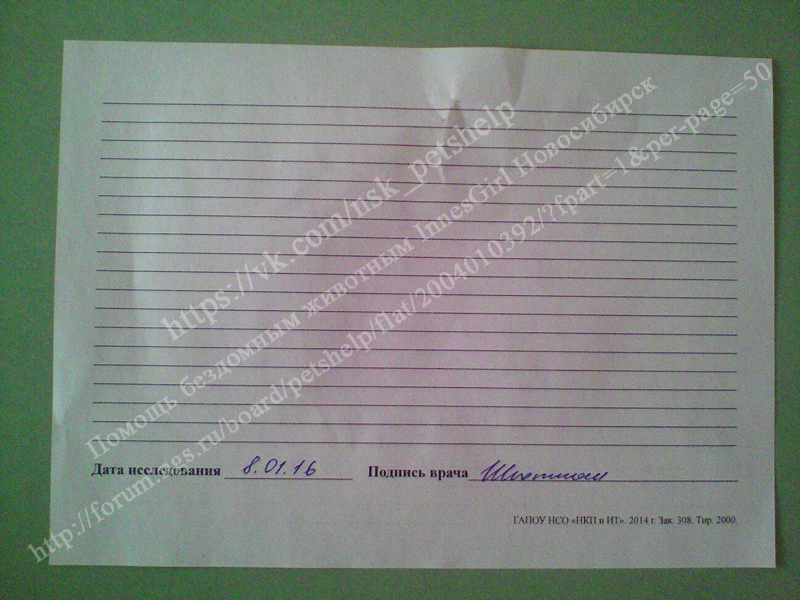 https://vk.com/nsk_petshelp
Помощь бездомным животным InnesGirl Новосибирск
http://forum.ngs.ru/board/petshelp/flat/2004010392/?fpart=1&per-page=50
Дата исследования 8.01.16 Подпись врача
ГАПОУ НСО «НКП и ИТ». 2014 г. Зак. 308. Тир. 2000.